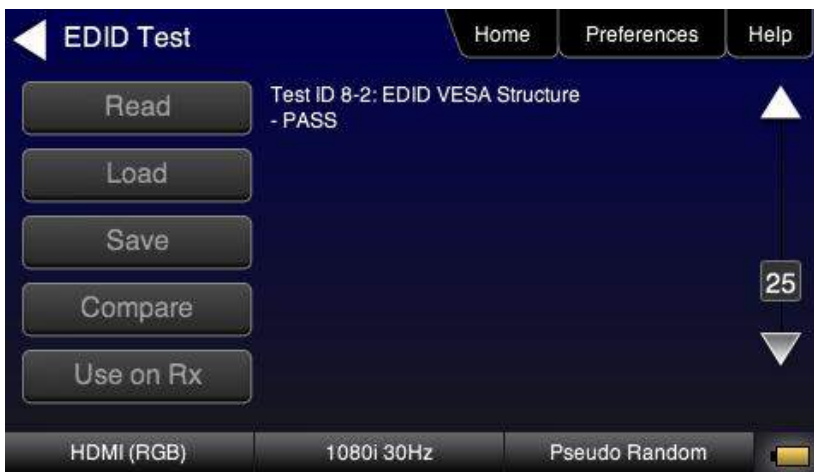 EDID Test
Home
Preferences
Help
Read
Test ID 8-2: EDID VESA Structure
- PASS
Load
Save
25
Compare
Use on Rx
HDMI (RGB)
1080i 30Hz
Pseudo Random